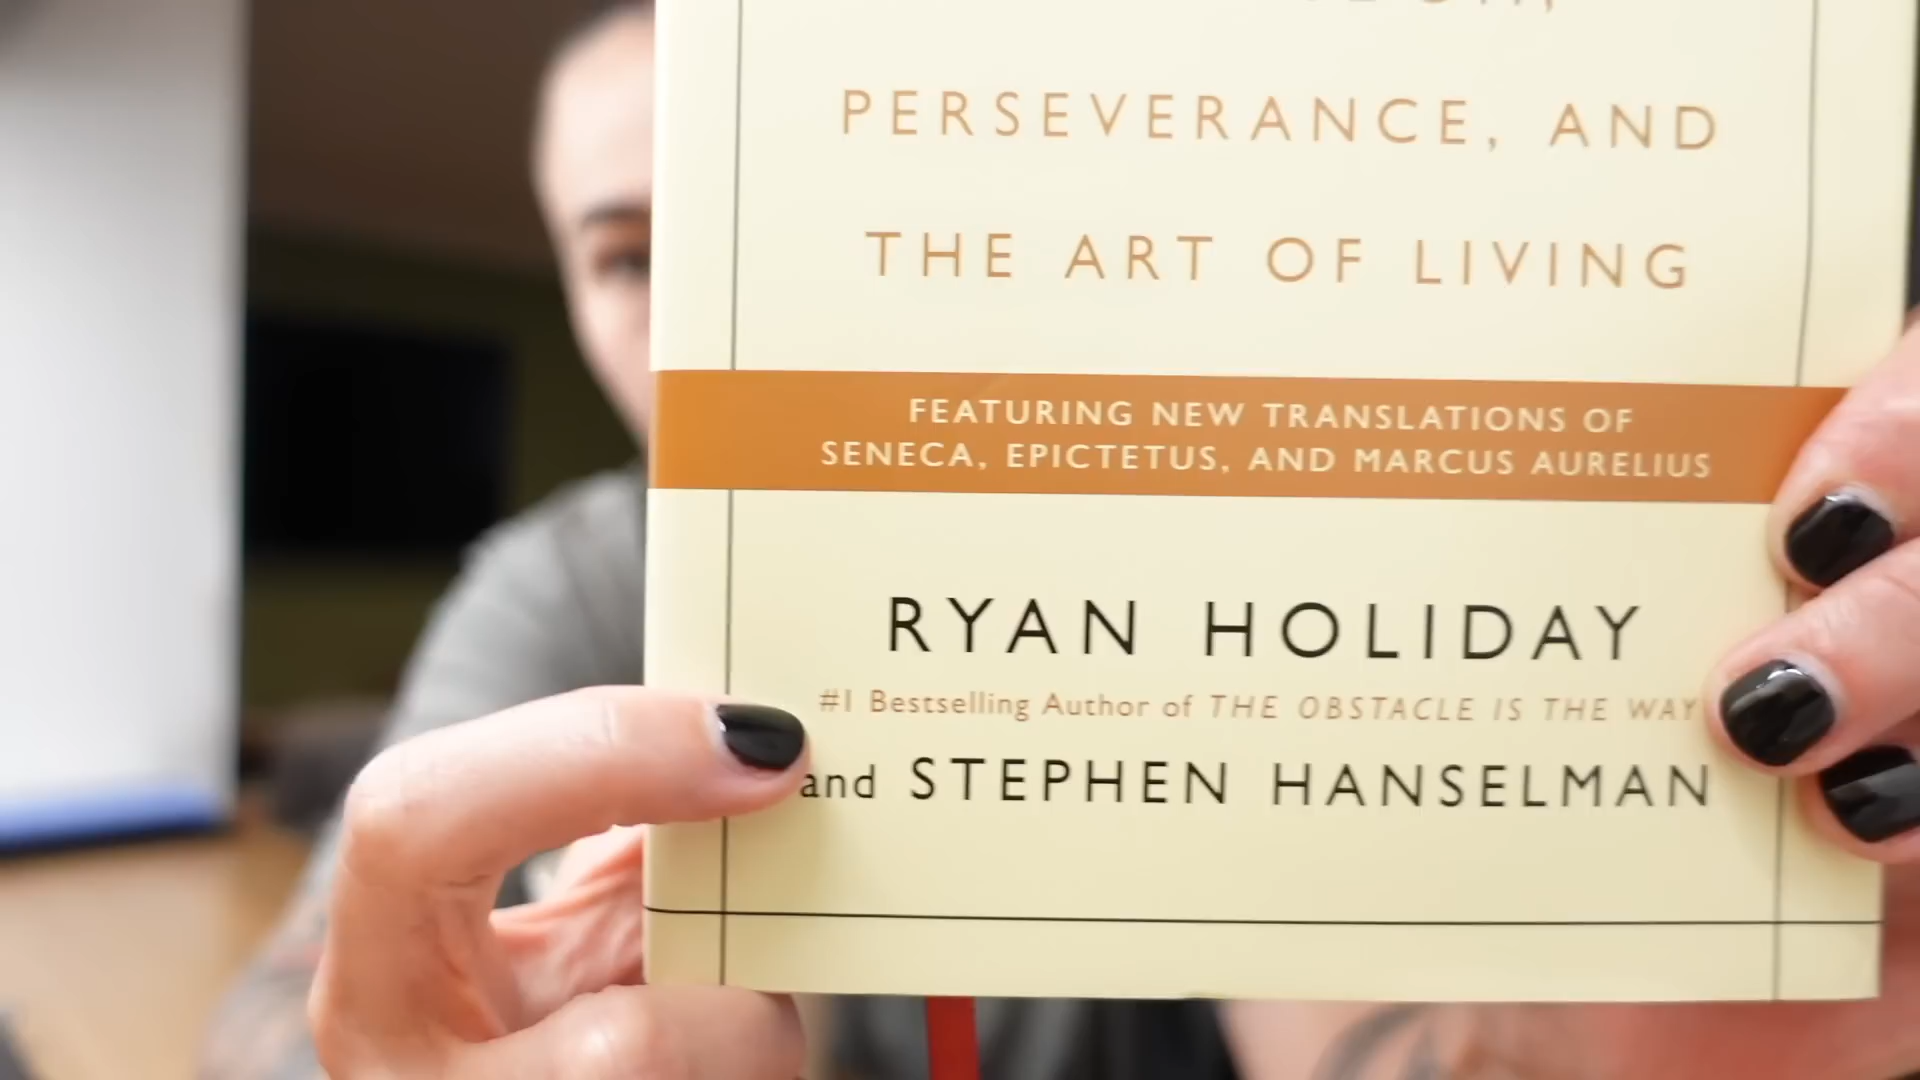 PERSEVERANCE, AND
THE ART OF LIVING
FEATURING NEW TRANSLATIONS OF
SENECA, EPICTETUS, AND MARCUS AURELIUS
RYAN HOLIDAY
#1 Bestselling Author of THE OBSTACLE IS THE WAY
and STEPHEN HANSELMAN